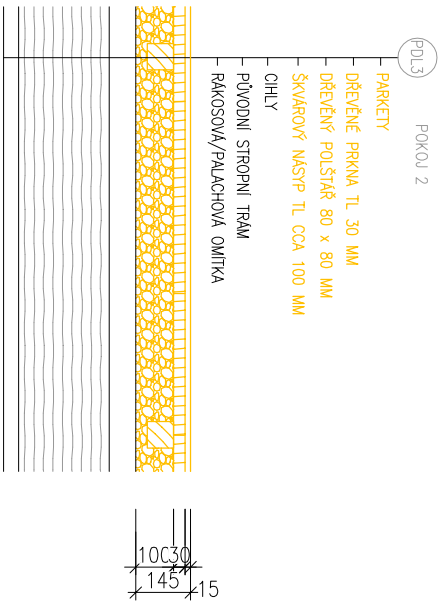 PDL3
POKOJ 2
PARKETY
DŘEVĚNÉ PRKNA TL 30 MM
DŘEVĚNÝ POLŠTÁŘ 80 x 80 MM
ŠKVÁROVÝ NÁSYP TL CCA 100 MM
CIHLY
PŮVODNÍ STROPNÍ TRÁM
RÁKOSOVÁ/PALACHOVÁ OMÍTKA
100
30
15
145